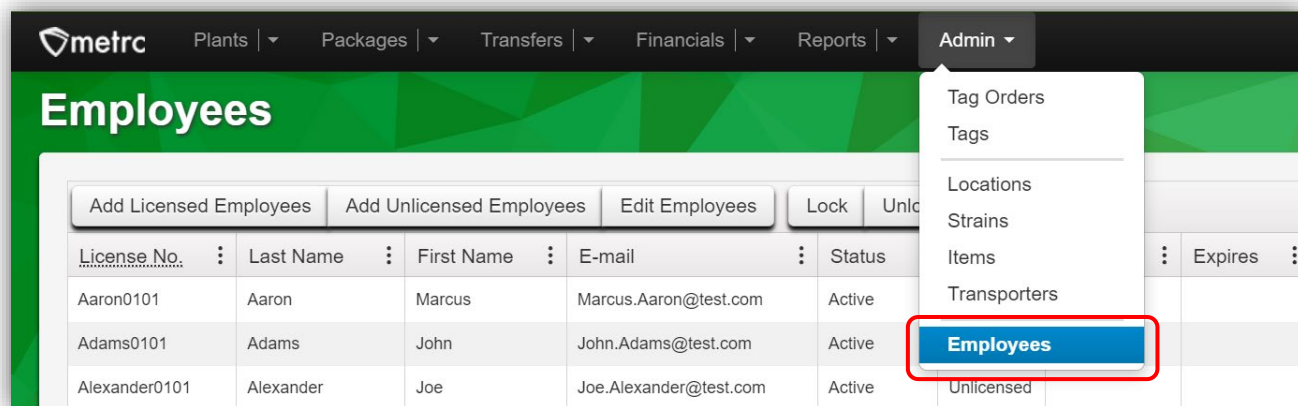 metrc Plants Packages Transfers Financials Reports Admin
Employees
Tag Orders
Tags
Locations
Strains
Items
Transporters
Employees
Add Licensed Employees Add Unlicensed Employees Edit Employees Lock
License No. Last Name First Name E-mail Status Expires
Aaron0101 Aaron Marcus Marcus.Aaron@test.com Active
Adams0101 Adams John John.Adams@test.com Active
Alexander0101 Alexander Joe Joe.Alexander@test.com Active Unlicensed